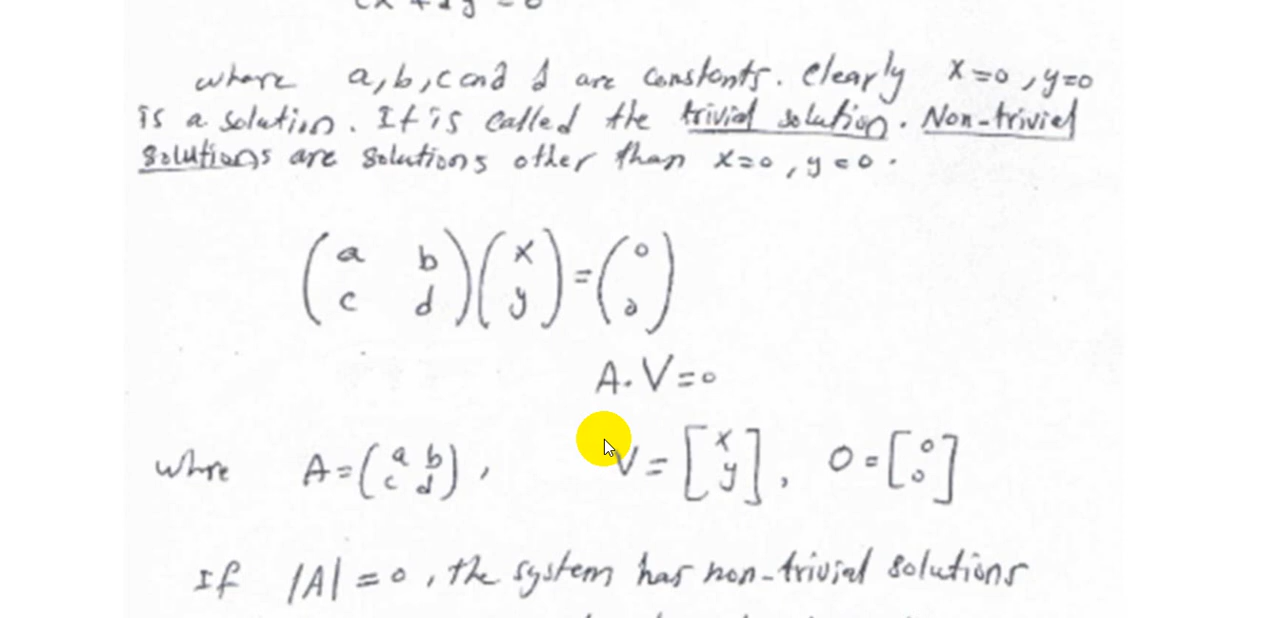 cx + dy = 0
where a, b, c and d are constants. Clearly x=0, y=0
is a solution. It is called the trivial solution. Non-trivial
solutions are solutions other than x=0, y=0.
(a b) (x) = (0)
(c d) (y) (0)
A.V=0
where A=(a b), V=[x], O=[0]
(c d) [y] [0]
If |A|=0, the system has non-trivial solutions